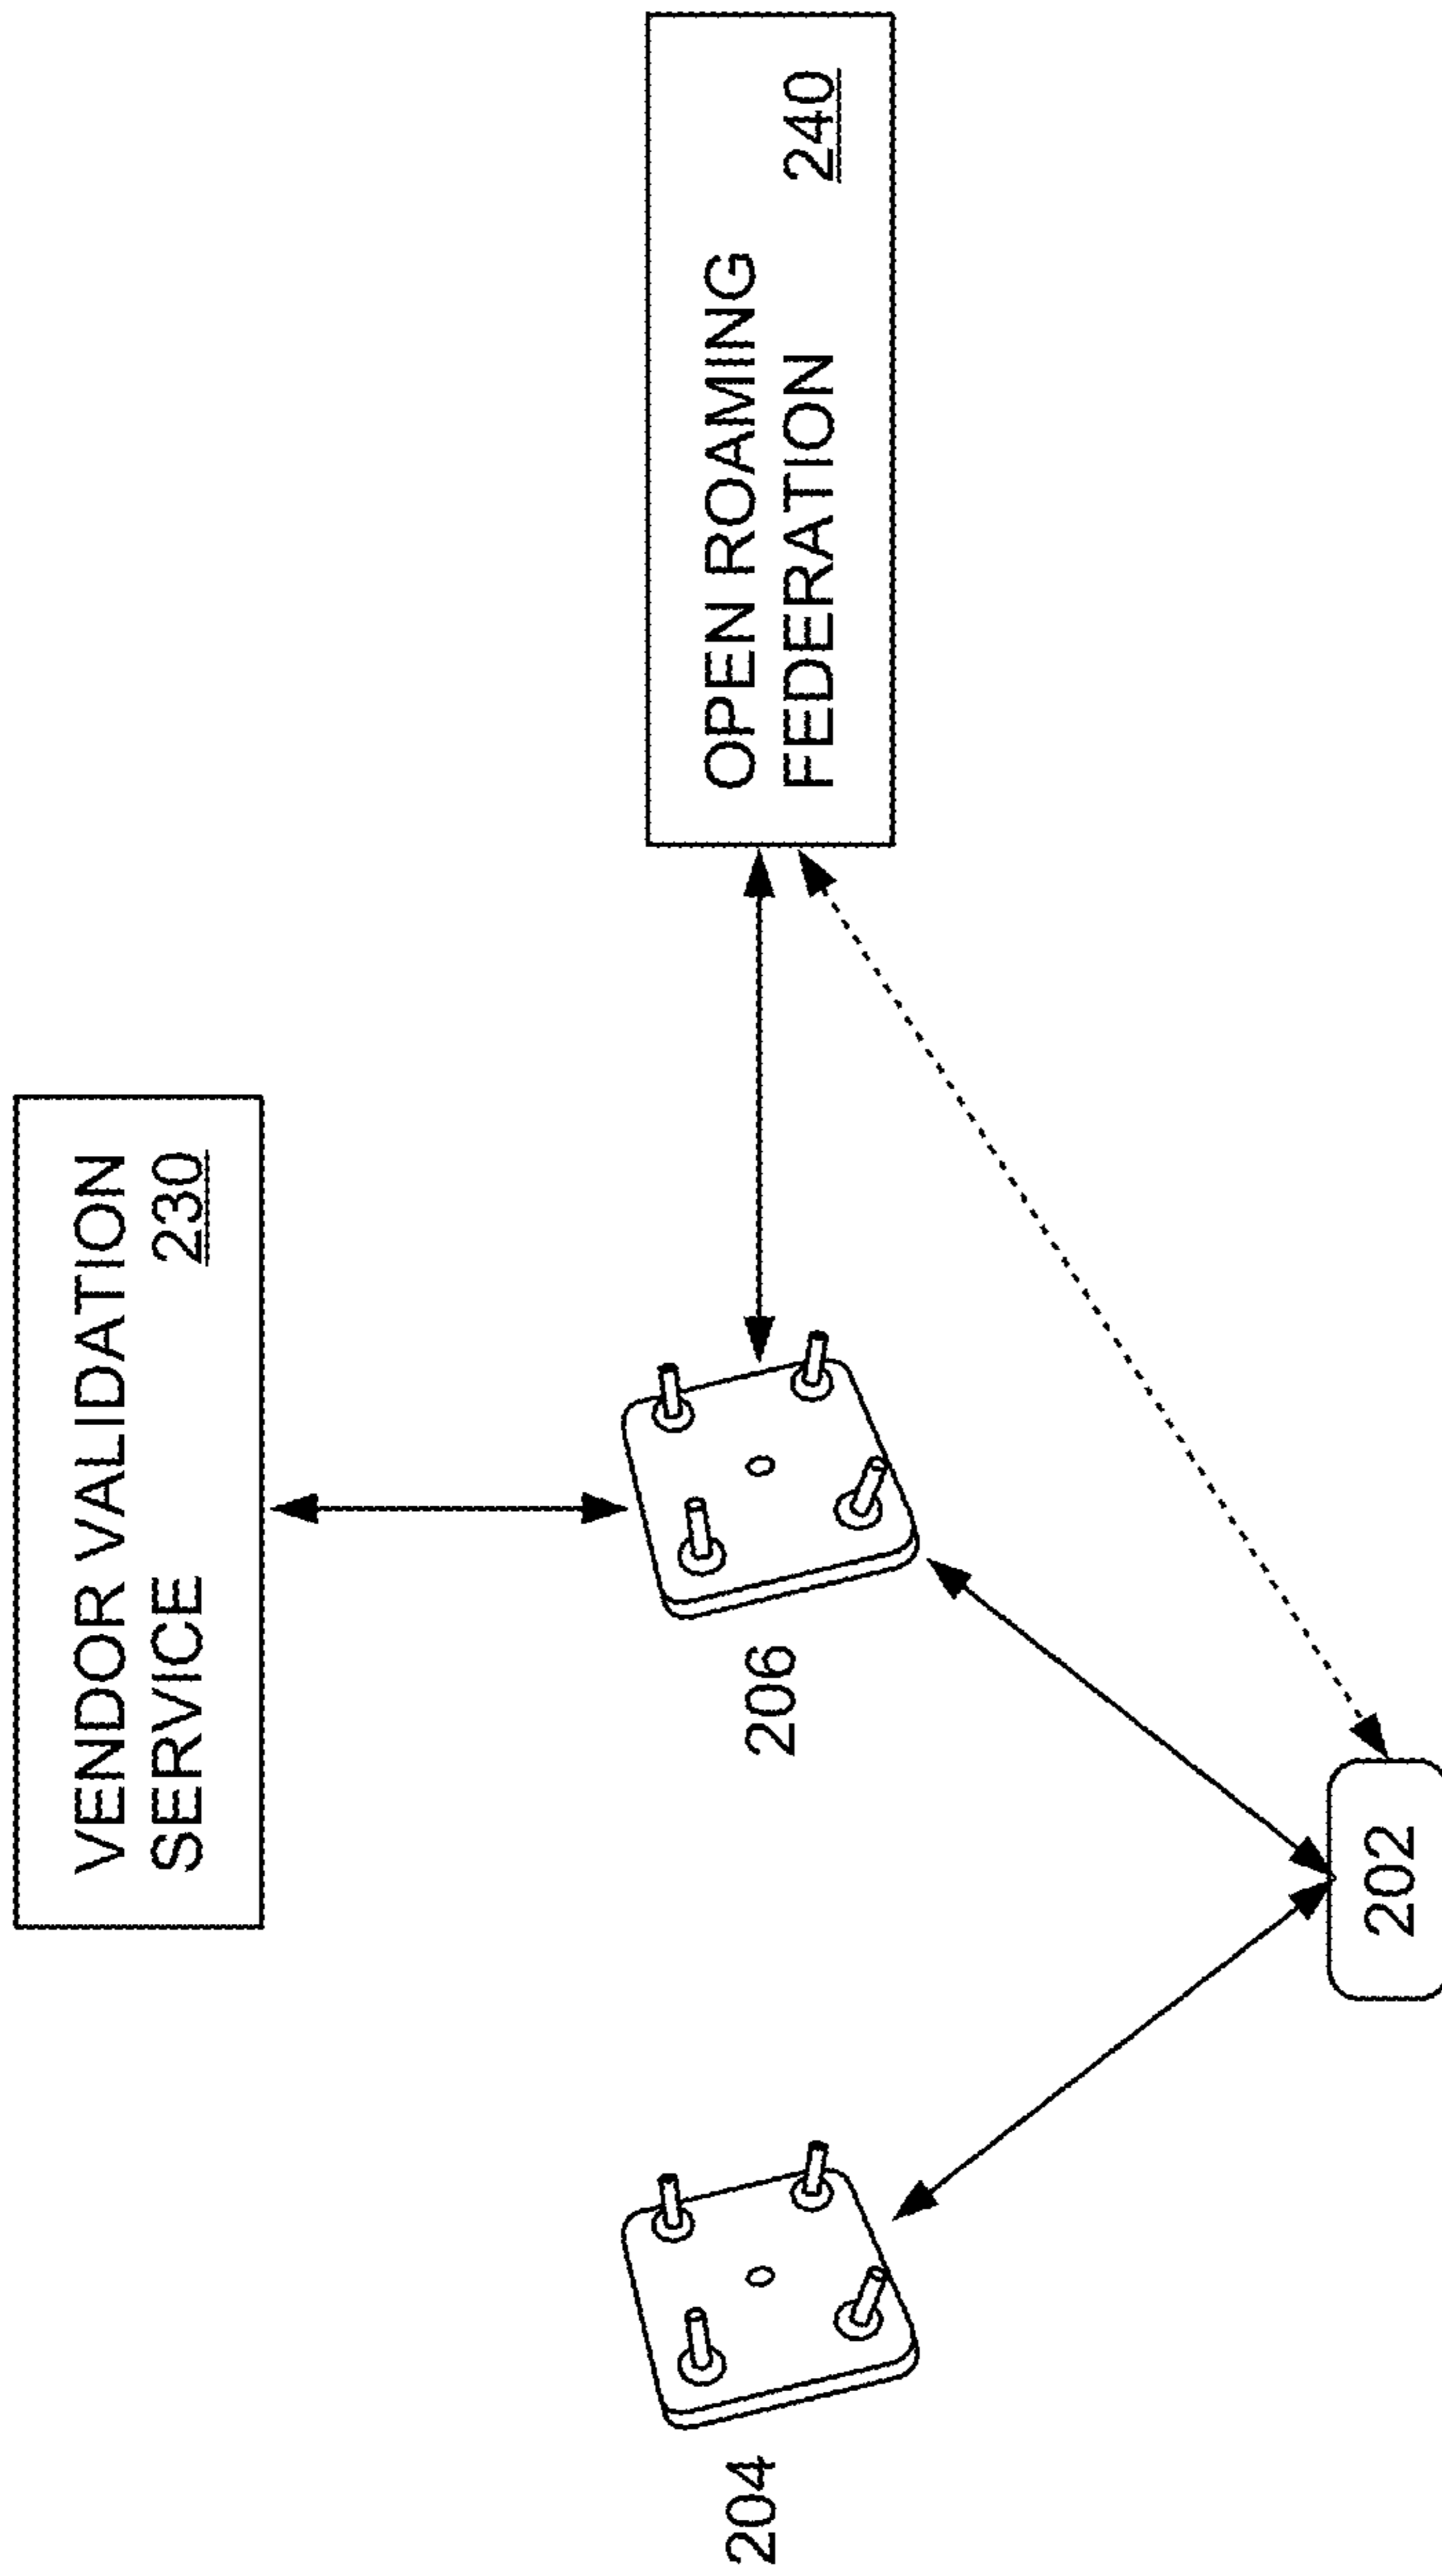 VENDOR VALIDATION
SERVICE 230
OPEN ROAMING
FEDERATION 240
206
204
202